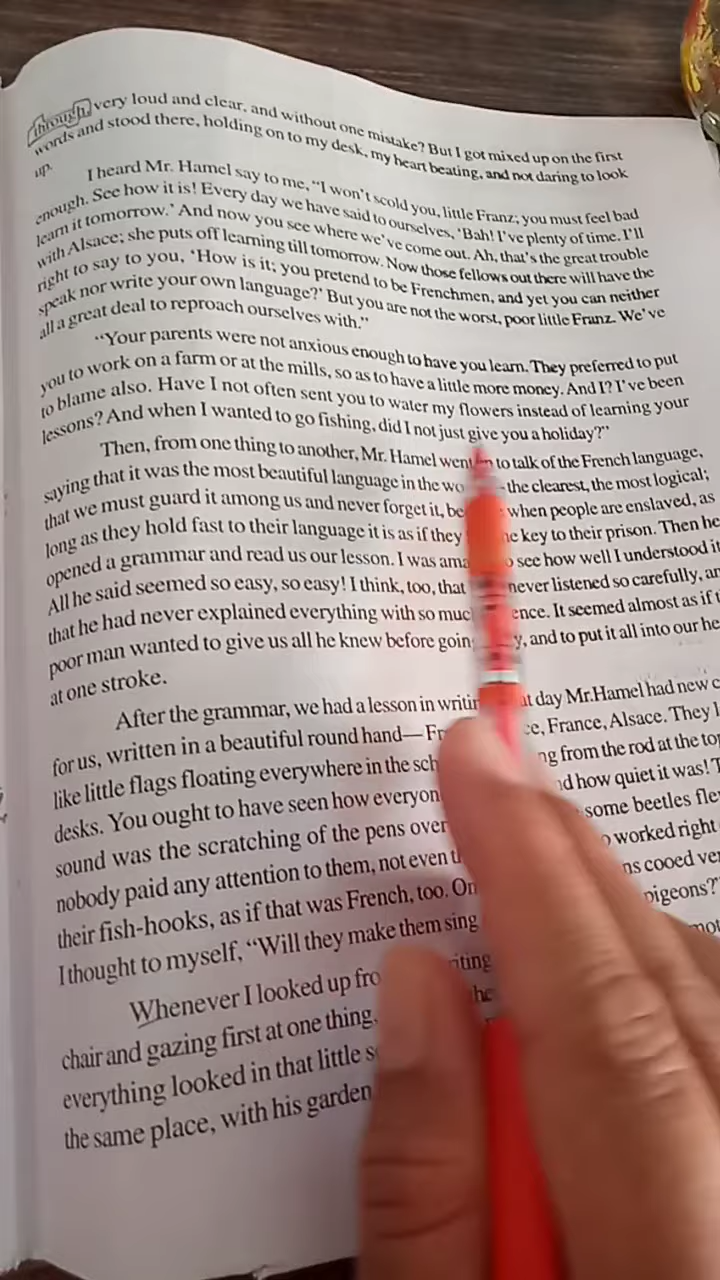 through, very loud and clear, and without one mistake? But I got mixed up on the first
words and stood there, holding on to my desk, my heart beating, and not daring to look
up.
I heard Mr. Hamel say to me, “I won’t scold you, little Franz; you must feel bad
enough. See how it is! Every day we have said to ourselves, ‘Bah! I’ve plenty of time. I’ll
learn it tomorrow.’ And now you see where we’ve come out. Ah, that’s the great trouble
with Alsace; she puts off learning till tomorrow. Now those fellows out there will have the
right to say to you, ‘How is it; you pretend to be Frenchmen, and yet you can neither
speak nor write your own language?’ But you are not the worst, poor little Franz. We’ve
all a great deal to reproach ourselves with.”
“Your parents were not anxious enough to have you learn. They preferred to put
you to work on a farm or at the mills, so as to have a little more money. And I? I’ve been
to blame also. Have I not often sent you to water my flowers instead of learning your
lessons? And when I wanted to go fishing, did I not just give you a holiday?”
Then, from one thing to another, Mr. Hamel went to talk of the French language,
saying that it was the most beautiful language in the wo - the clearest, the most logical;
that we must guard it among us and never forget it, be when people are enslaved, as
long as they hold fast to their language it is as if they key to their prison. Then he
opened a grammar and read us our lesson. I was ama see how well I understood it
All he said seemed so easy, so easy! I think, too, that never listened so carefully, an
that he had never explained everything with so muc ence. It seemed almost as if t
poor man wanted to give us all he knew before goin y, and to put it all into our he
at one stroke.
After the grammar, we had a lesson in writin at day Mr.Hamel had new c
for us, written in a beautiful round hand—Fr ce, France, Alsace. They l
like little flags floating everywhere in the sch ng from the rod at the top
desks. You ought to have seen how everyon d how quiet it was! T
sound was the scratching of the pens over some beetles fle
nobody paid any attention to them, not even t worked right
their fish-hooks, as if that was French, too. On ns cooed ver
I thought to myself, “Will they make them sing pigeons?”
Whenever I looked up fro riting mot
chair and gazing first at one thing, he
everything looked in that little s
the same place, with his garden